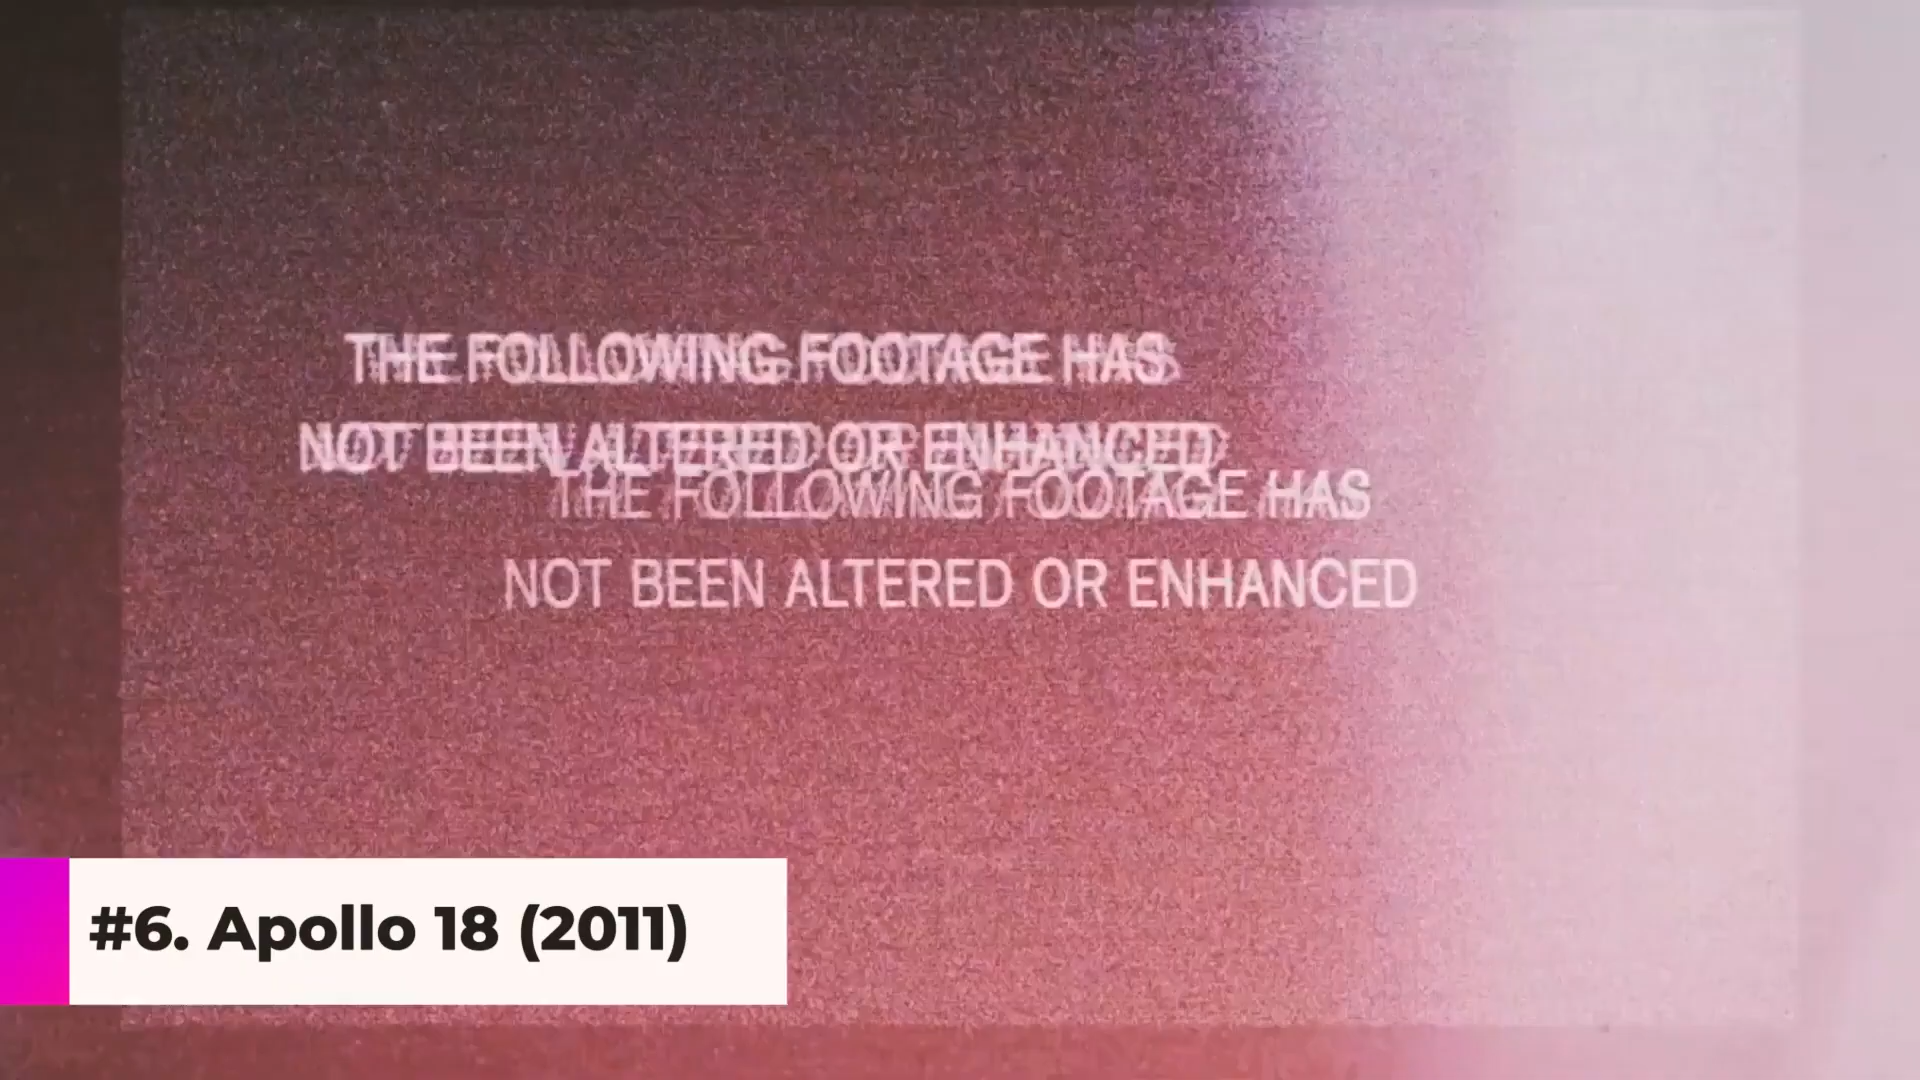 THE FOLLOWING FOOTAGE HAS
NOT BEEN ALTERED OR ENHANCED
THE FOLLOWING FOOTAGE HAS
NOT BEEN ALTERED OR ENHANCED
#6. Apollo 18 (2011)